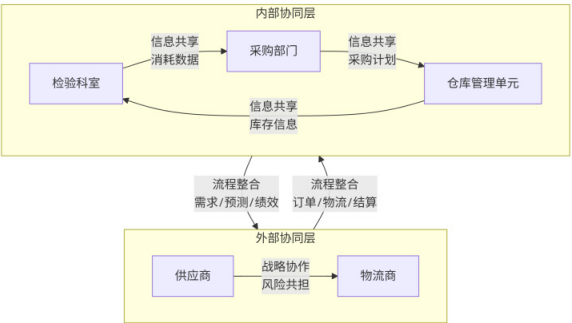 内部协同层
信息共享
消耗数据
采购部门
信息共享
采购计划
检验科室
仓库管理单元
信息共享
库存信息
流程整合
需求/预测/绩效
流程整合
订单/物流/结算
外部协同层
供应商
战略协作
风险共担
物流商